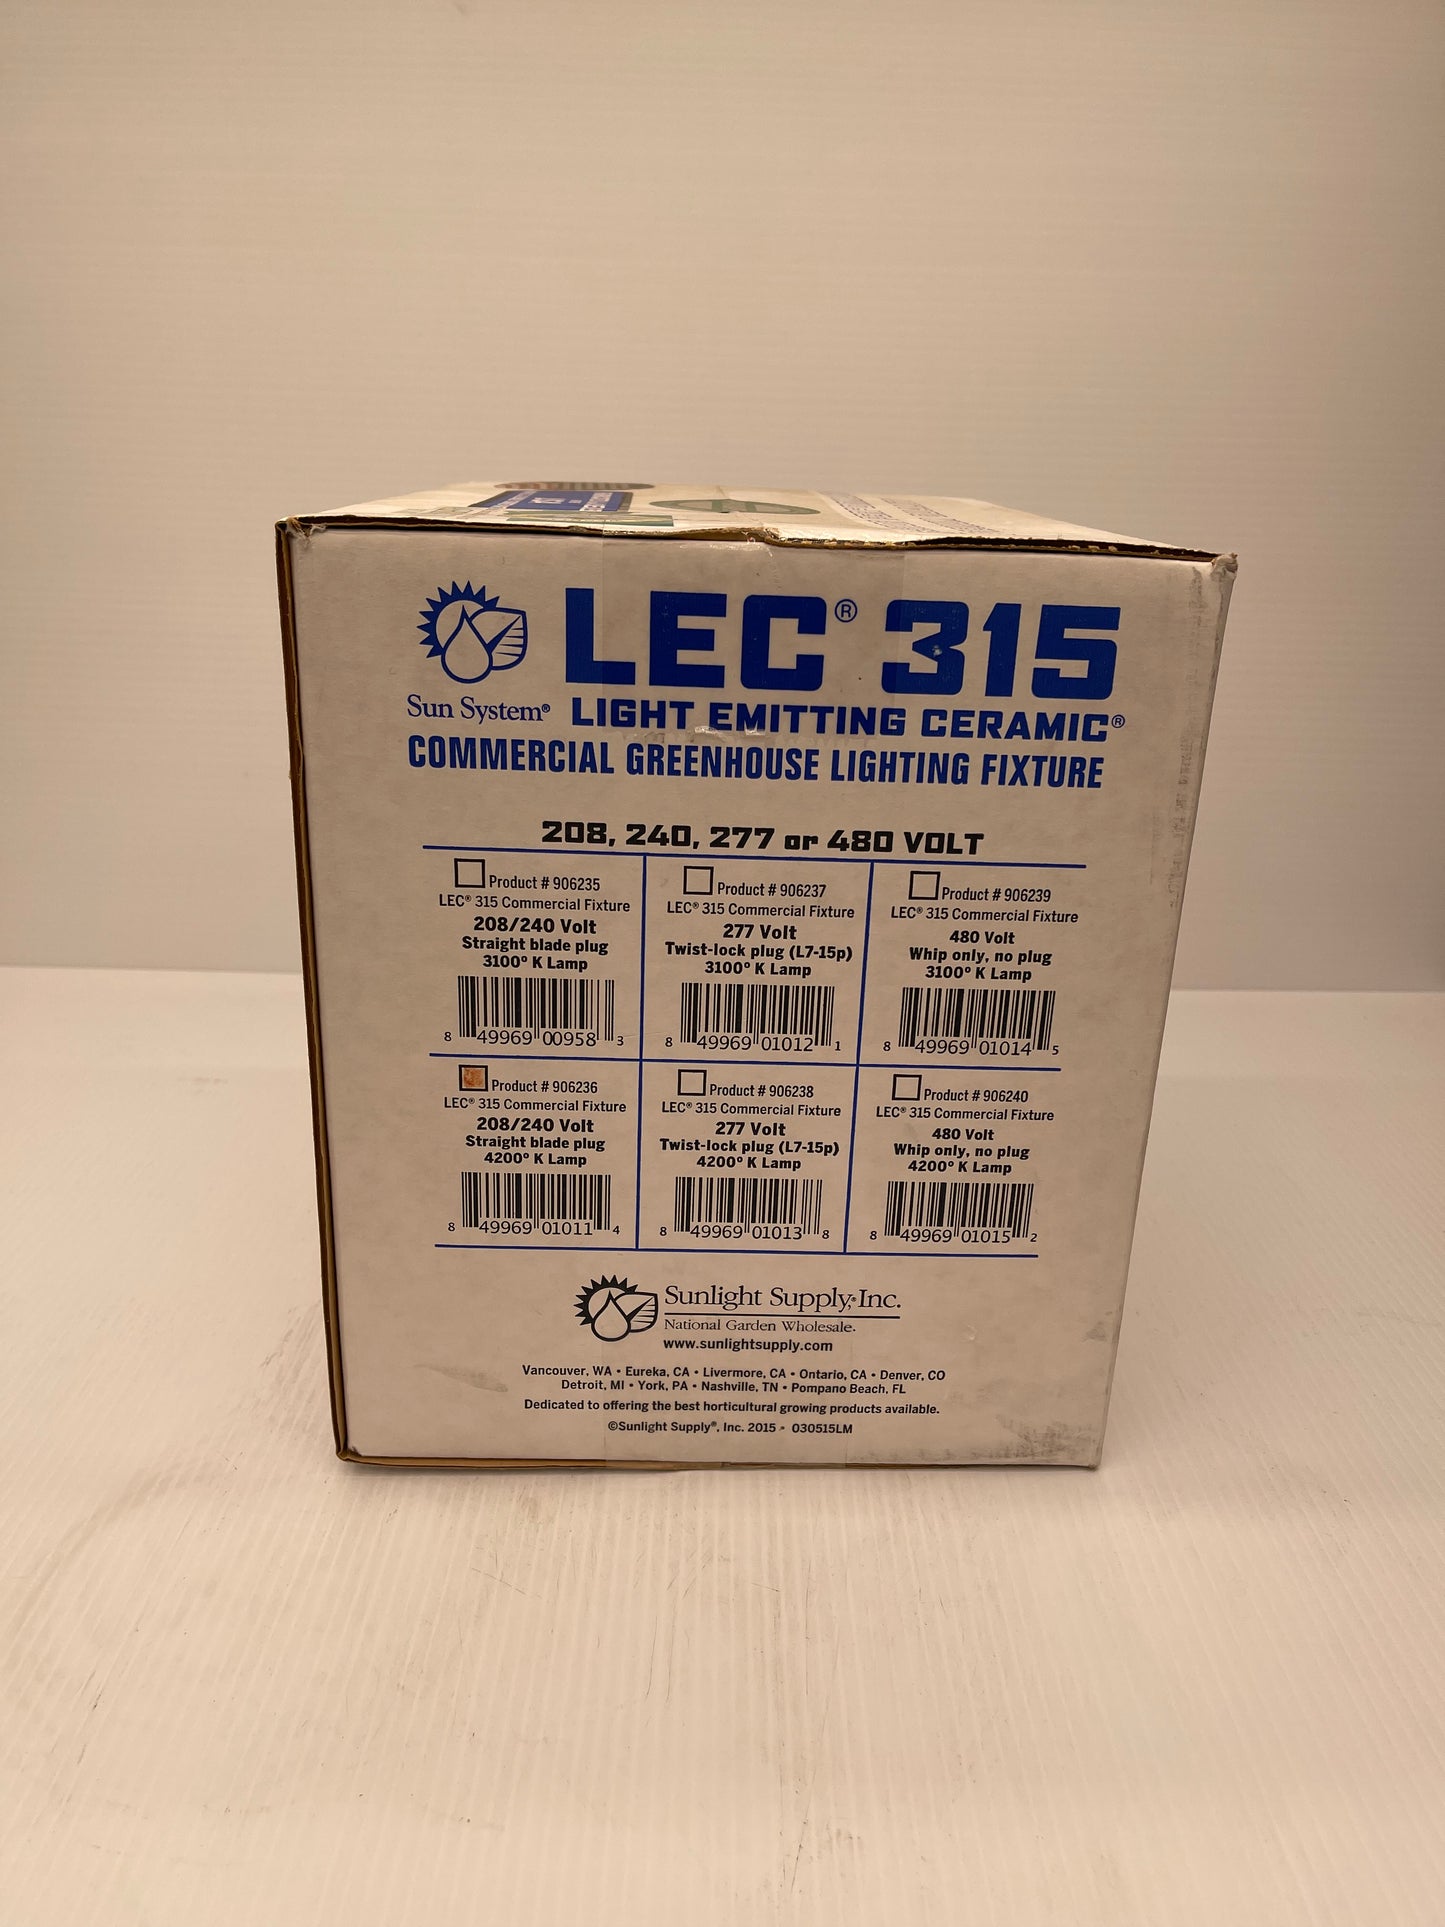 LEC® 315
Sun System®
LIGHT EMITTING CERAMIC®
COMMERCIAL GREENHOUSE LIGHTING FIXTURE
208, 240, 277 or 480 VOLT
Product # 906235
LEC® 315 Commercial Fixture
208/240 Volt
Straight blade plug
3100° K Lamp
8 49969 00958 3
Product # 906237
LEC® 315 Commercial Fixture
277 Volt
Twist-lock plug (L7-15p)
3100° K Lamp
8 49969 01012 1
Product # 906239
LEC® 315 Commercial Fixture
480 Volt
Whip only, no plug
3100° K Lamp
8 49969 01014 5
Product # 906236
LEC® 315 Commercial Fixture
208/240 Volt
Straight blade plug
4200° K Lamp
8 49969 01011 4
Product # 906238
LEC® 315 Commercial Fixture
277 Volt
Twist-lock plug (L7-15p)
4200° K Lamp
8 49969 01013 8
Product # 906240
LEC® 315 Commercial Fixture
480 Volt
Whip only, no plug
4200° K Lamp
8 49969 01015 2
Sunlight Supply,® Inc.
National Garden Wholesale.
www.sunlightsupply.com
Vancouver, WA • Eureka, CA • Livermore, CA • Ontario, CA • Denver, CO
Detroit, MI • York, PA • Nashville, TN • Pompano Beach, FL
Dedicated to offering the best horticultural growing products available.
©Sunlight Supply®, Inc. 2015 • 030515LM